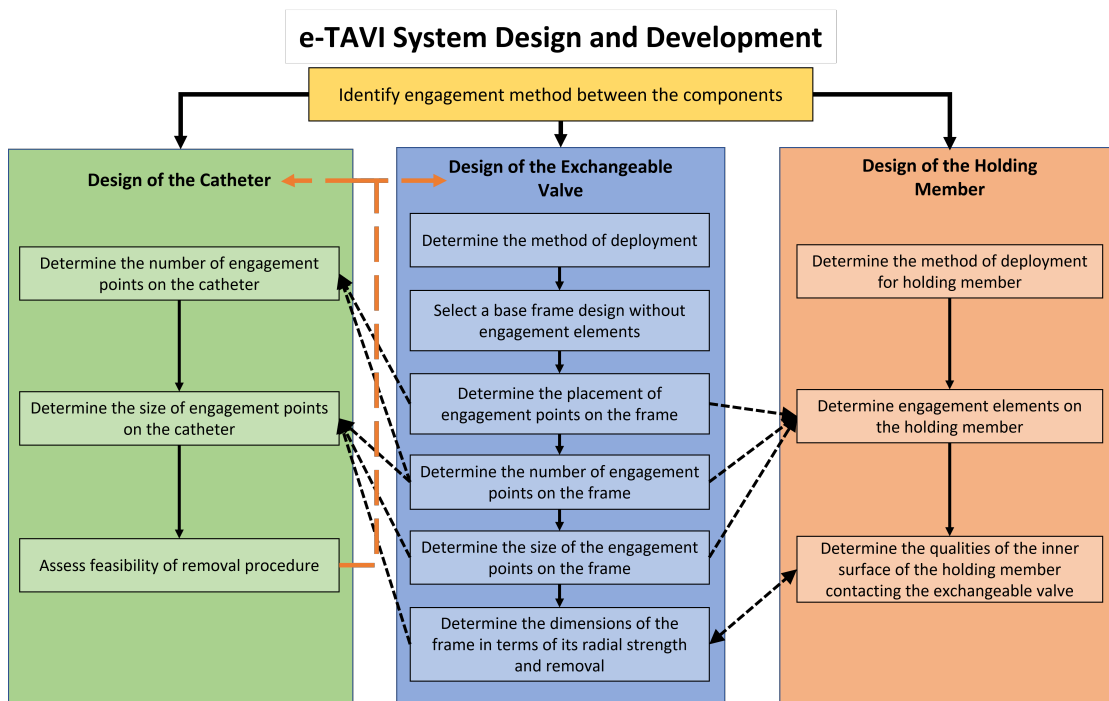 e-TAVI System Design and Development
Identify engagement method between the components
Design of the Catheter
Determine the number of engagement
points on the catheter
Determine the size of engagement points
on the catheter
Assess feasibility of removal procedure
Design of the Exchangeable
Valve
Determine the method of deployment
Select a base frame design without
engagement elements
Determine the placement of
engagement points on the frame
Determine the number of engagement
points on the frame
Determine the size of the engagement
points on the frame
Determine the dimensions of the
frame in terms of its radial strength
and removal
Design of the Holding
Member
Determine the method of deployment
for holding member
Determine engagement elements on
the holding member
Determine the qualities of the inner
surface of the holding member
contacting the exchangeable valve